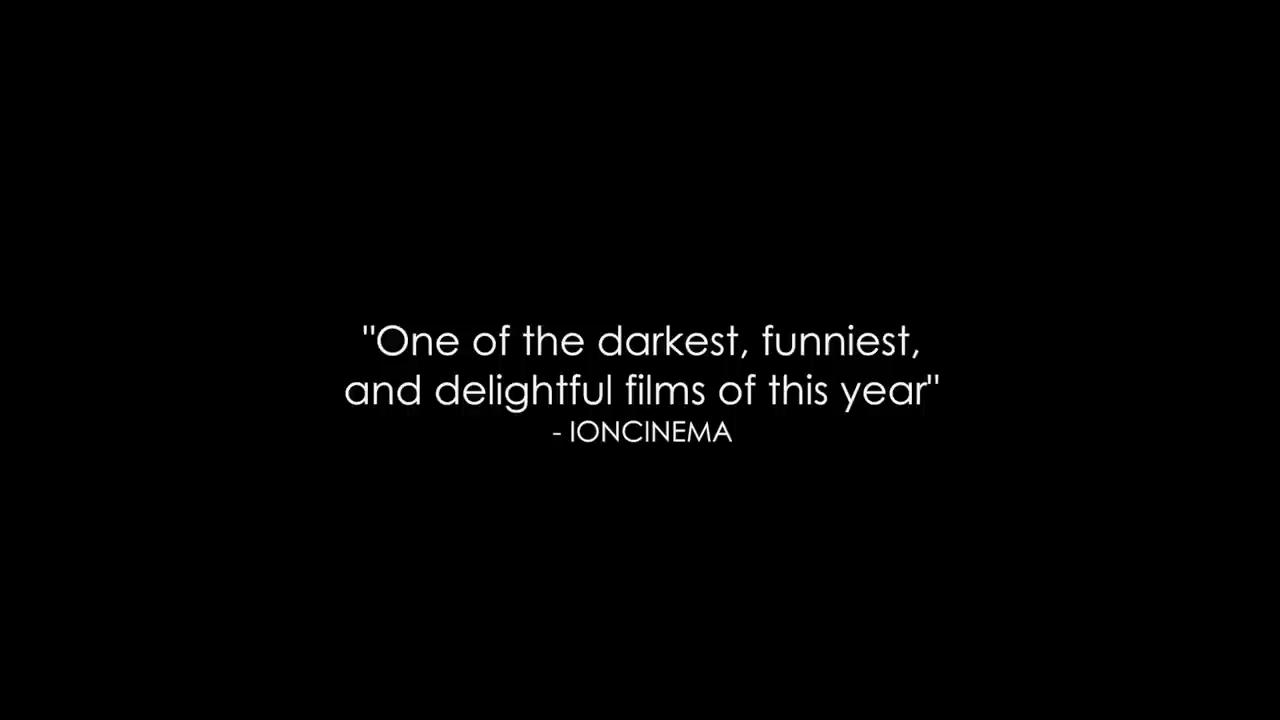 "One of the darkest, funniest,
and delightful films of this year"
- IONCINEMA